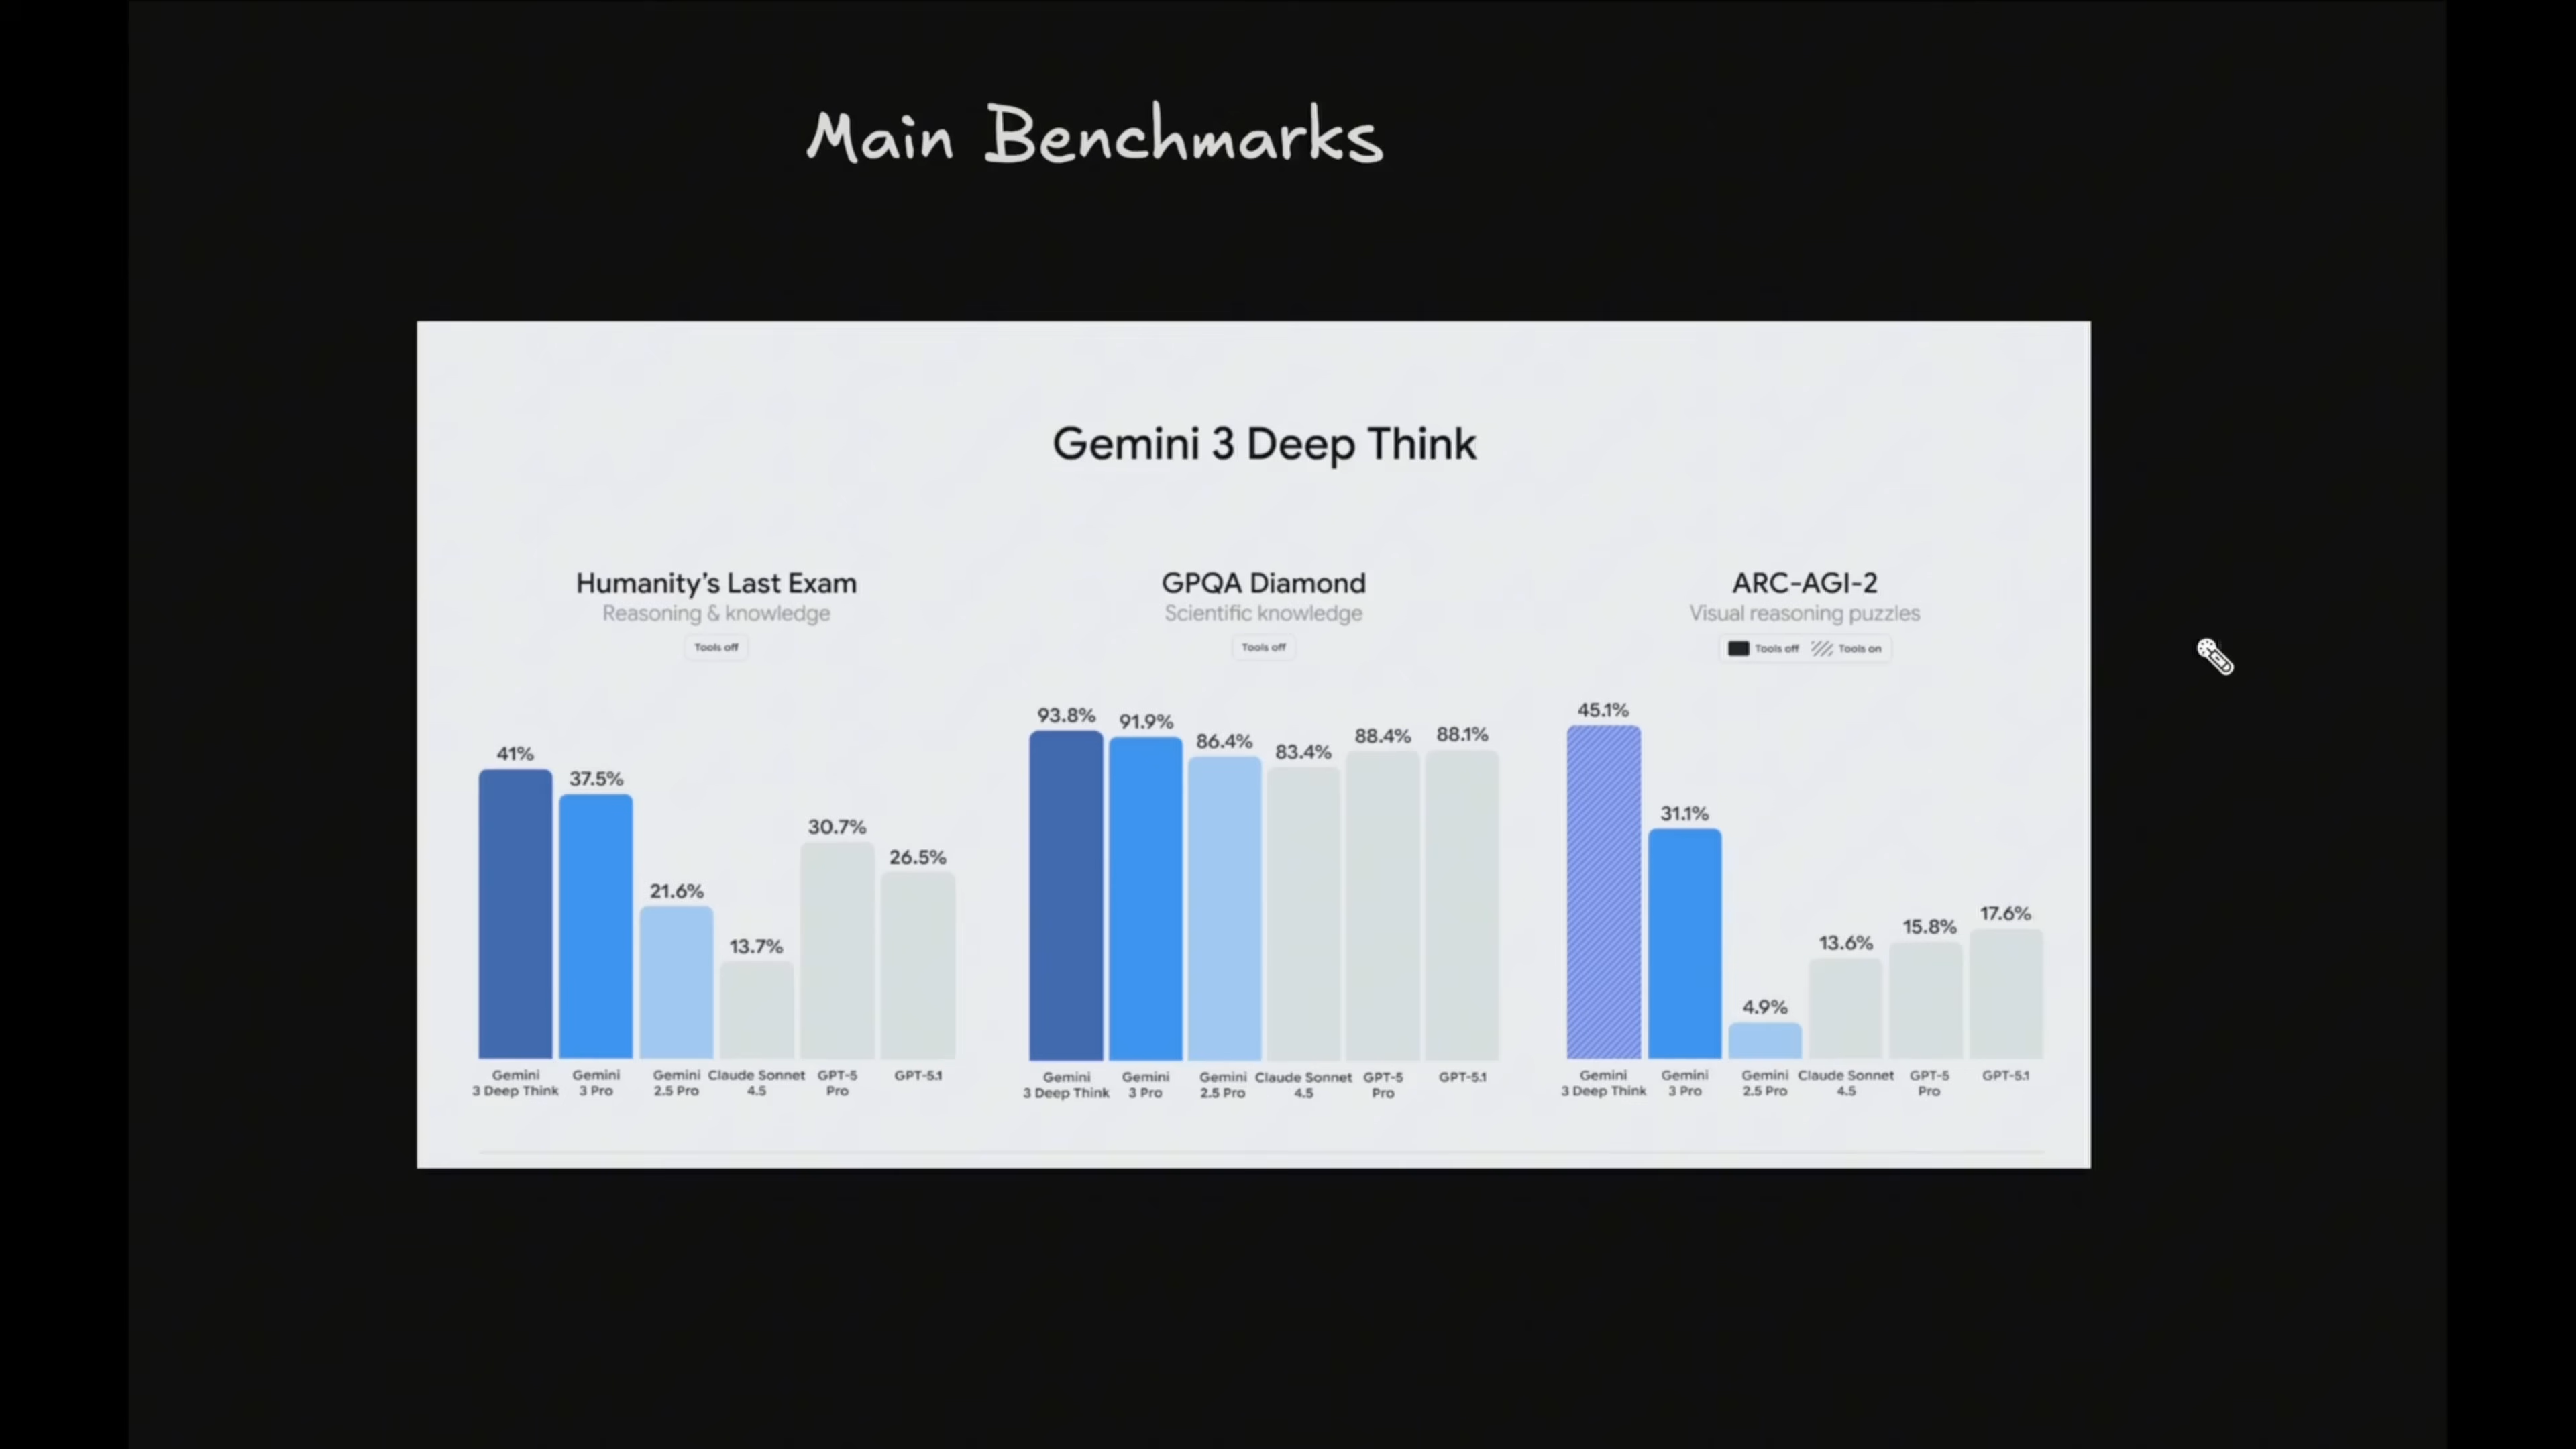 Main Benchmarks
Gemini 3 Deep Think
Humanity's Last Exam
Reasoning & knowledge
Tools off
41%
37.5%
21.6%
13.7%
30.7%
26.5%
Gemini
3 Deep Think
Gemini
3 Pro
Gemini
2.5 Pro
Claude Sonnet
4.5
GPT-5
Pro
GPT-5.1
GPQA Diamond
Scientific knowledge
Tools off
93.8%
91.9%
86.4%
83.4%
88.4%
88.1%
Gemini
3 Deep Think
Gemini
3 Pro
Gemini
2.5 Pro
Claude Sonnet
4.5
GPT-5
Pro
GPT-5.1
ARC-AGI-2
Visual reasoning puzzles
Tools off Tools on
45.1%
31.1%
4.9%
13.6%
15.8%
17.6%
Gemini
3 Deep Think
Gemini
3 Pro
Gemini
2.5 Pro
Claude Sonnet
4.5
GPT-5
Pro
GPT-5.1